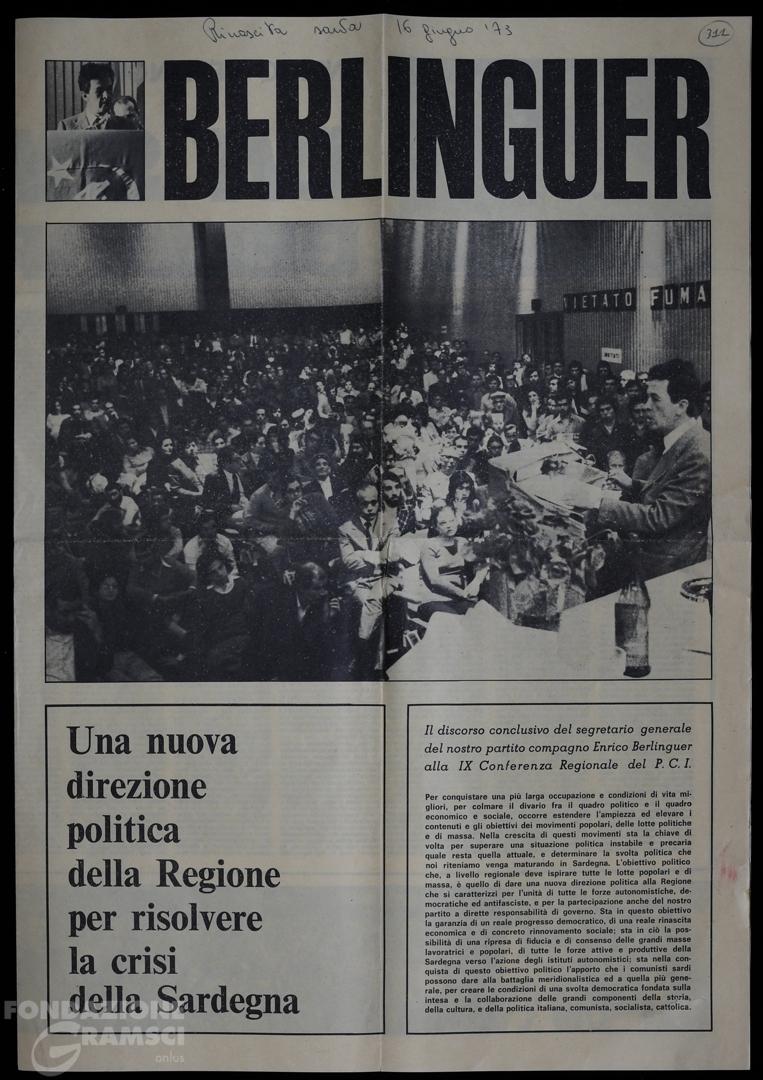 Rinascita sarda 16 giugno '73
311
BERLINGUER
VIETATO FUMA
VIETATO
Una nuova
direzione
politica
della Regione
per risolvere
la crisi
della Sardegna
Il discorso conclusivo del segretario generale
del nostro partito compagno Enrico Berlinguer
alla IX Conferenza Regionale del P.C.I.
Per conquistare una più larga occupazione e condizioni di vita mi-
gliori, per colmare il divario fra il quadro politico e il quadro
economico e sociale, occorre estendere l'ampiezza ed elevare i
contenuti e gli obiettivi dei movimenti popolari, delle lotte politiche
e di massa. Nella crescita di questi movimenti sta la chiave di
volta per superare una situazione politica instabile e precaria
quale resta quella attuale, e determinare la svolta politica che
noi riteniamo venga maturando in Sardegna. L'obiettivo politico
che, a livello regionale deve ispirare tutte le lotte popolari e di
massa, è quello di dare una nuova direzione politica alla Regione
che si caratterizzi per l'unità di tutte le forze autonomistiche, de-
mocratiche ed antifasciste, e per la partecipazione anche del nostro
partito a dirette responsabilità di governo. Sta in questo obiettivo
la garanzia di un reale progresso democratico, di una reale rinascita
economica e di concreto rinnovamento sociale; sta in ciò la pos-
sibilità di una ripresa di fiducia e di consenso delle grandi masse
lavoratrici e popolari, di tutte le forze attive e produttive della
Sardegna verso l'azione degli istituti autonomistici; sta nella con-
quista di questo obiettivo politico l'apporto che i comunisti sardi
possono dare alla battaglia meridionalistica ed a quella più gene-
rale, per creare le condizioni di una svolta democratica fondata sulla
intesa e la collaborazione delle grandi componenti della storia,
della cultura, e della politica italiana, comunista, socialista, cattolica.
FONDAZIONE
GRAMSCI
onlus